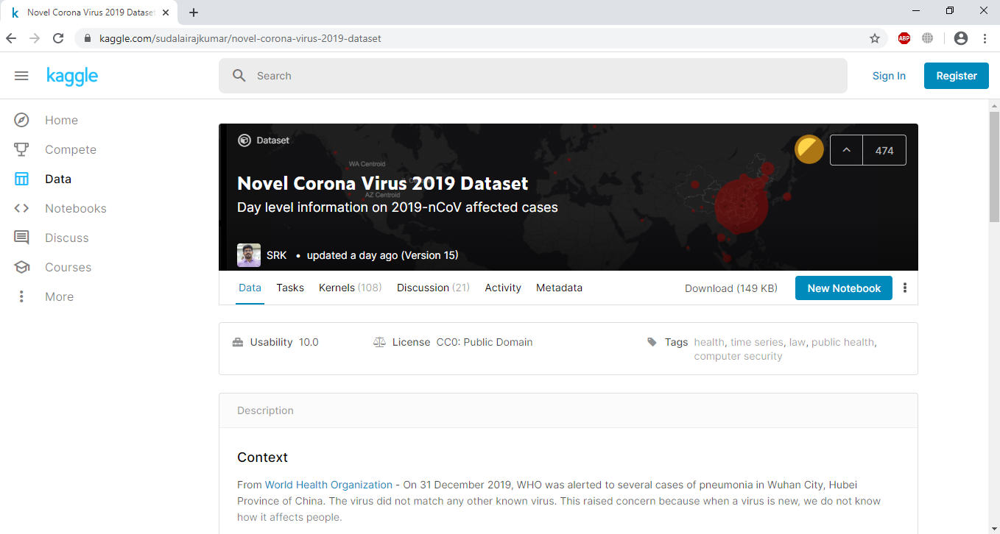 Novel Corona Virus 2019 Dataset
kaggle.com/sudalairajkumar/novel-corona-virus-2019-dataset
ABP
kaggle
Search
Sign In
Register
Home
Compete
Data
Notebooks
Discuss
Courses
More
Dataset
474
WA Centroid
Novel Corona Virus 2019 Dataset
AZ Centroid
Day level information on 2019-nCoV affected cases
SRK • updated a day ago (Version 15)
Data Tasks Kernels (108) Discussion (21) Activity Metadata Download (149 KB) New Notebook
Usability 10.0 License CC0: Public Domain Tags health, time series, law, public health,
computer security
Description
Context
From World Health Organization - On 31 December 2019, WHO was alerted to several cases of pneumonia in Wuhan City, Hubei
Province of China. The virus did not match any other known virus. This raised concern because when a virus is new, we do not know
how it affects people.